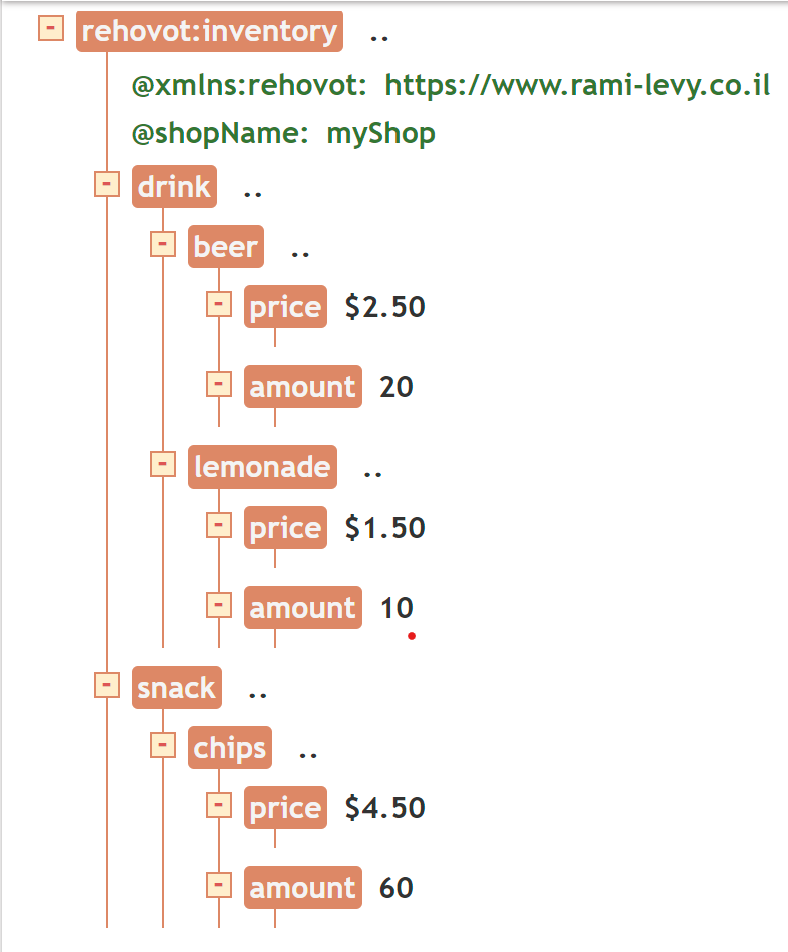 - rehovot:inventory ..
@xmlns:rehovot: https://www.rami-levy.co.il
@shopName: myShop
- drink ..
- beer ..
- price $2.50
- amount 20
- lemonade ..
- price $1.50
- amount 10
- snack ..
- chips ..
- price $4.50
- amount 60